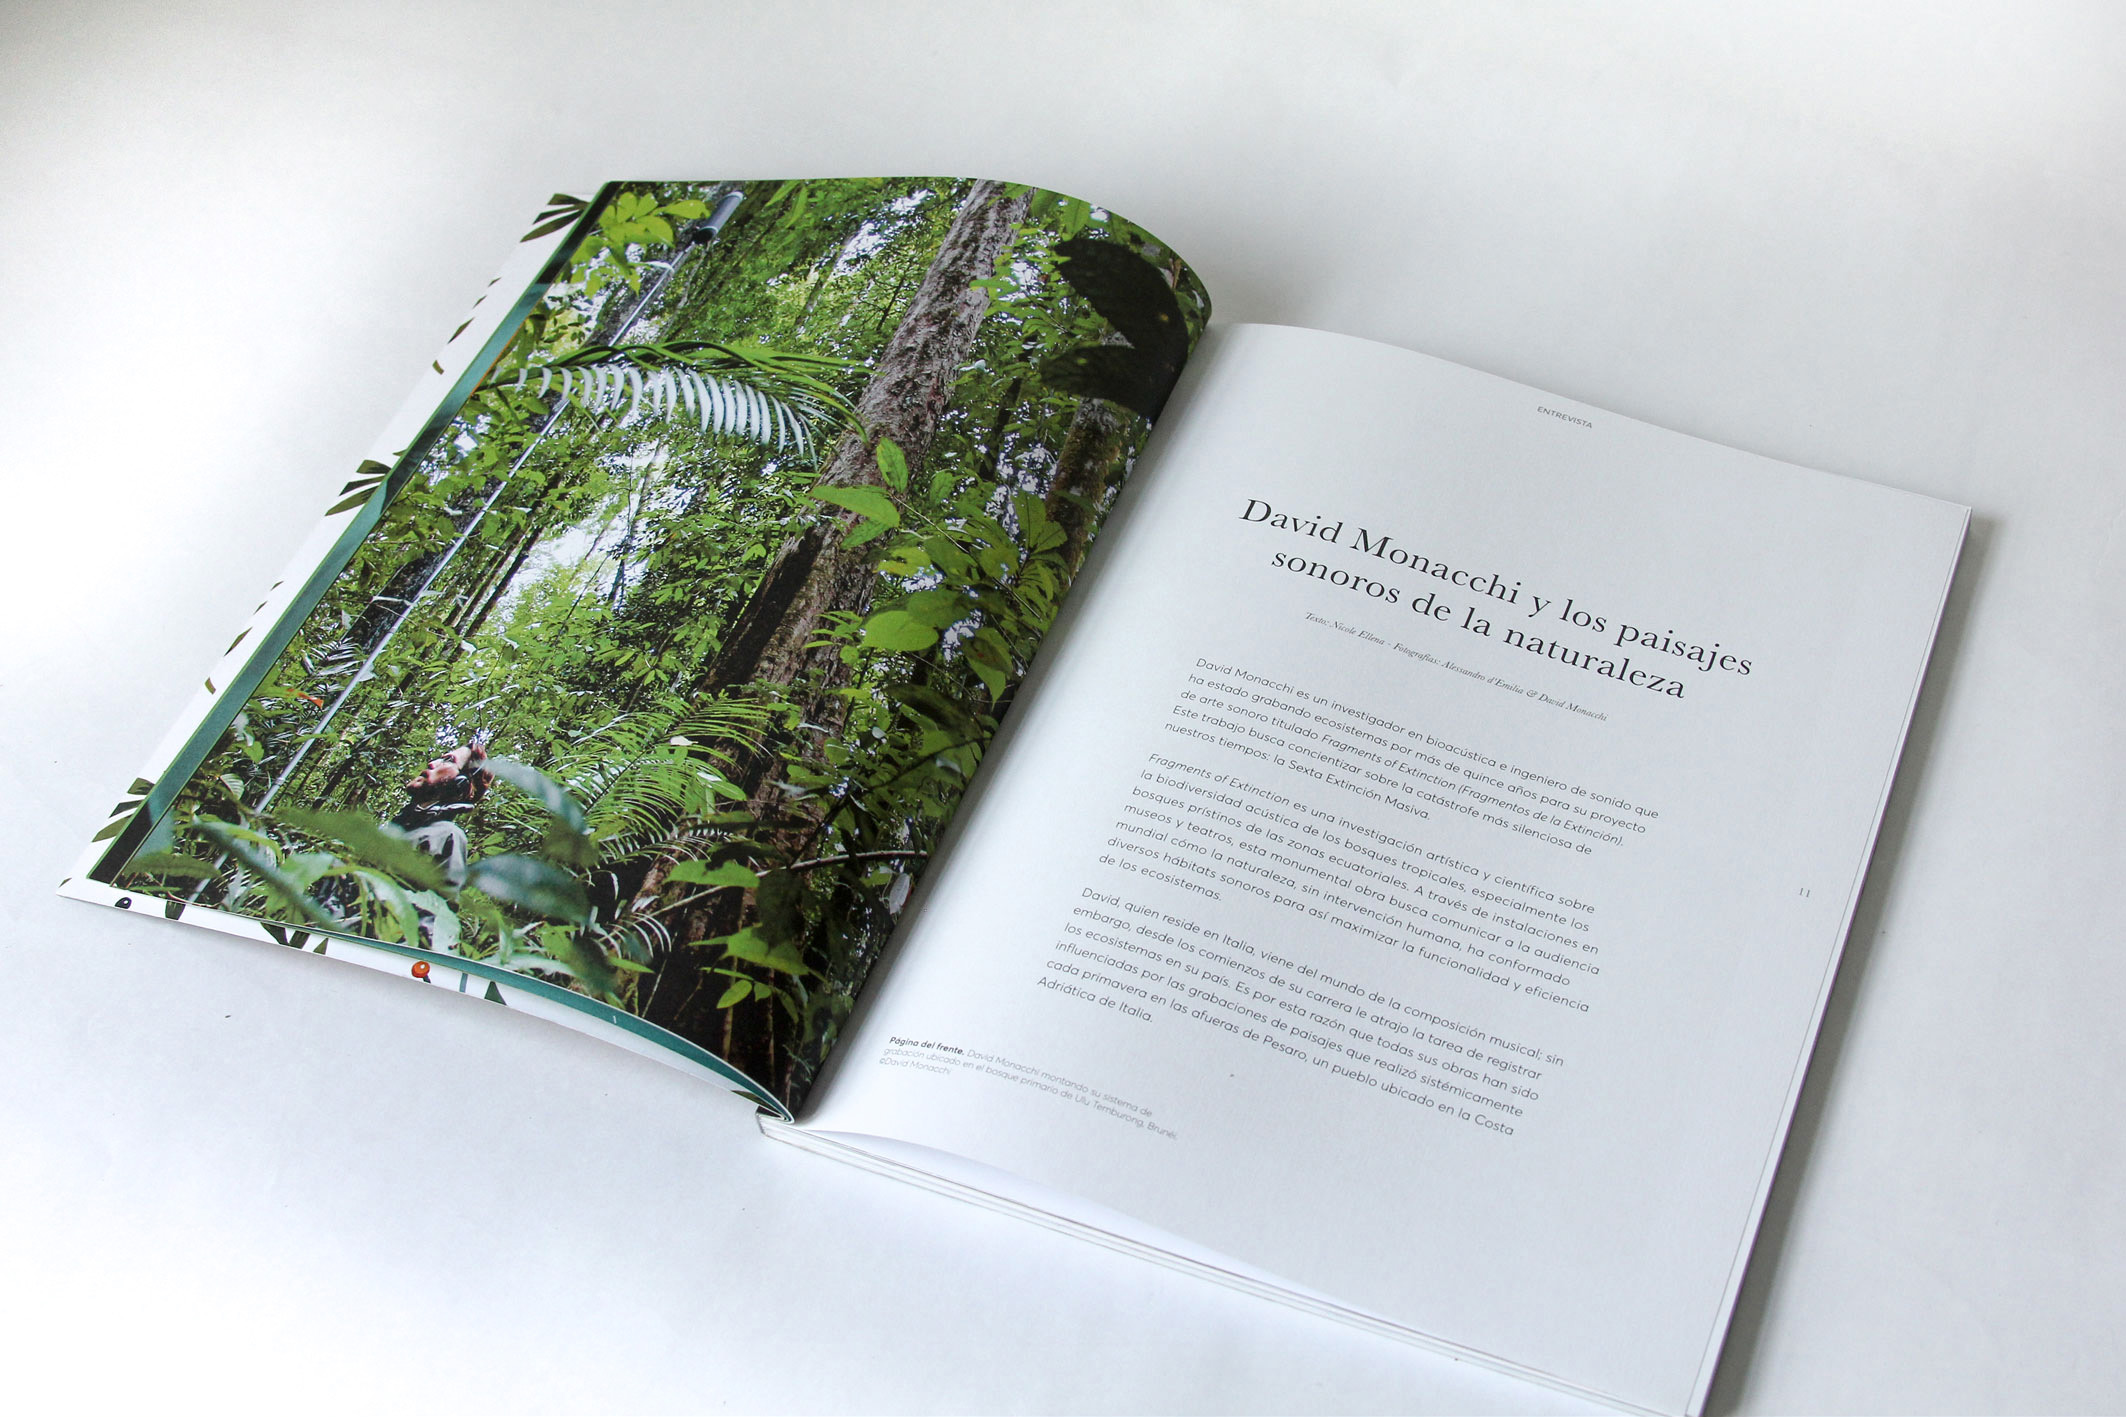 ENTREVISTA
David Monacchi y los paisajes
sonoros de la naturaleza
Texto: Nicole Ellena - Fotografías: Alessandro d'Emilia & David Monacchi
David Monacchi es un investigador en bioacústica e ingeniero de sonido que
ha estado grabando ecosistemas por más de quince años para su proyecto
de arte sonoro titulado Fragments of Extinction (Fragmentos de la Extinción).
Este trabajo busca concientizar sobre la catástrofe más silenciosa de
nuestros tiempos: la Sexta Extinción Masiva.
Fragments of Extinction es una investigación artística y científica sobre
la biodiversidad acústica de los bosques tropicales, especialmente los
bosques prístinos de las zonas ecuatoriales. A través de instalaciones en
museos y teatros, esta monumental obra busca comunicar a la audiencia
mundial cómo la naturaleza, sin intervención humana, ha conformado
diversos hábitats sonoros para así maximizar la funcionalidad y eficiencia
de los ecosistemas.
David, quien reside en Italia, viene del mundo de la composición musical; sin
embargo, desde los comienzos de su carrera le atrajo la tarea de registrar
los ecosistemas en su país. Es por esta razón que todas sus obras han sido
influenciadas por las grabaciones de paisajes que realizó sistémicamente
cada primavera en las afueras de Pesaro, un pueblo ubicado en la Costa
Adriática de Italia.
11
Página del frente. David Monacchi montando su sistema de
grabación ubicado en el bosque primario de Ulu Temburong, Brunéi.
©David Monacchi
1